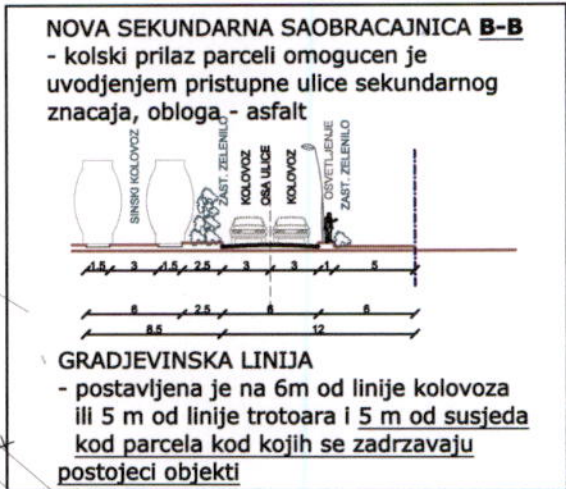 NOVA SEKUNDARNA SAOBRACAJNICA B-B
- kolski prilaz parceli omogucen je
uvodjenjem pristupne ulice sekundarnog
znacaja, obloga - asfalt
SINSKI KOLOVOZ
ZAST. ZELENILO
KOLOVOZ
OSA ULICE
KOLOVOZ
OSVETLJENJE
ZAST. ZELENILO
1.5 3 1.5 2.5 3 3 1 5
6 2.5 6 6
8.5 12
GRADJEVINSKA LINIJA
- postavljena je na 6m od linije kolovoza
ili 5 m od linije trotoara i 5 m od susjeda
kod parcela kod kojih se zadrzavaju
postojeci objekti